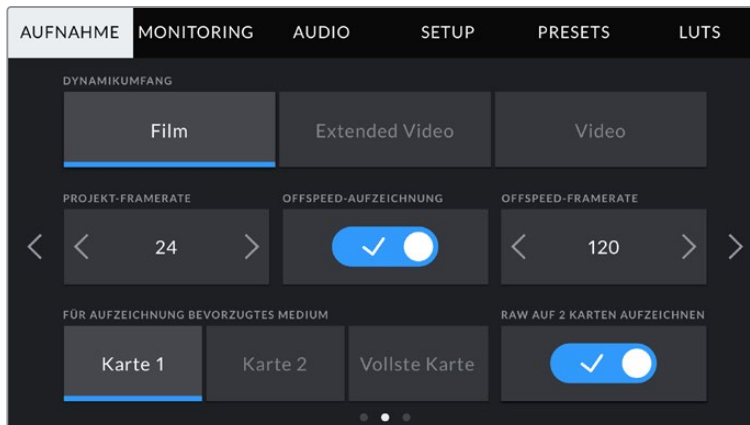 AUFNAHME MONITORING AUDIO SETUP PRESETS LUTS
DYNAMIKUMFANG
Film Extended Video Video
PROJEKT-FRAMERATE OFFSPEED-AUFZEICHNUNG OFFSPEED-FRAMERATE
24 120
FÜR AUFZEICHNUNG BEVORZUGTES MEDIUM RAW AUF 2 KARTEN AUFZEICHNEN
Karte 1 Karte 2 Vollste Karte